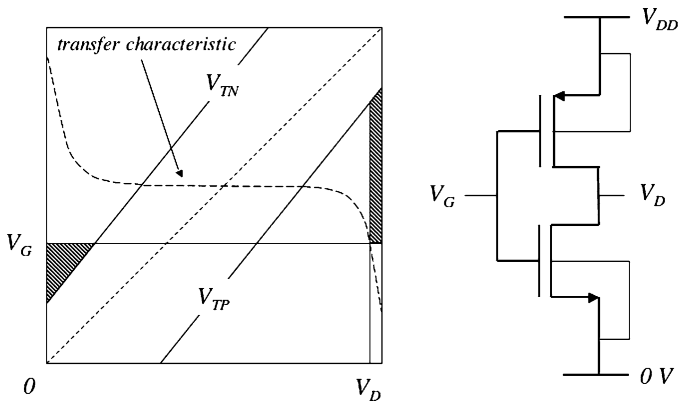 transfer characteristic
V_TN
V_G
V_TP
0
V_D
V_DD
V_G
V_D
0 V